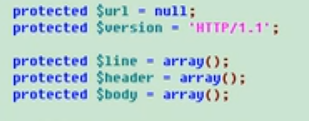 protected $url = null;
protected $version = 'HTTP/1.1';
protected $line = array();
protected $header = array();
protected $body = array();